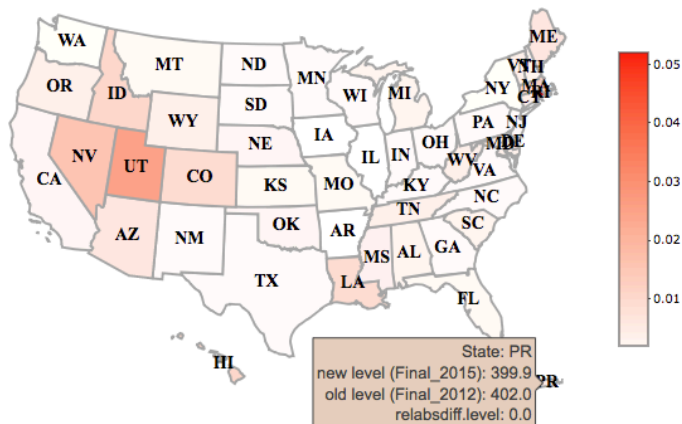 WA
MT
ND
MN
ME
OR
ID
SD
WI
MI
NY
VT
NH
MA
CT
RI
WY
NE
IA
PA
NJ
NV
UT
CO
IL
IN
OH
MD
DE
WV
VA
CA
KS
MO
KY
NC
AZ
NM
OK
AR
TN
SC
TX
LA
MS
AL
GA
FL
HI
PR
State: PR
new level (Final_2015): 399.9
old level (Final_2012): 402.0
relabsdiff.level: 0.0
0.05
0.04
0.03
0.02
0.01